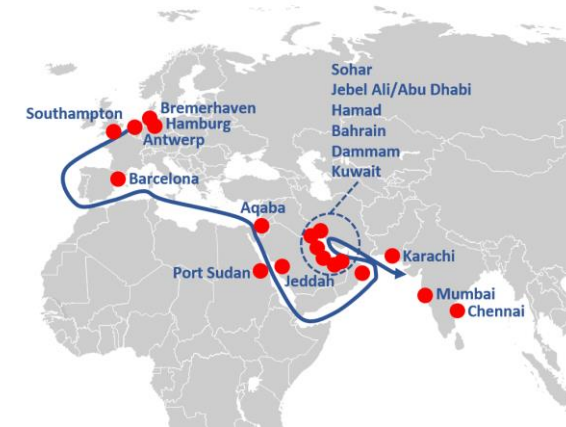 Sohar
Jebel Ali/Abu Dhabi
Hamad
Bahrain
Dammam
Kuwait
Southampton
Bremerhaven
Hamburg
Antwerp
Barcelona
Aqaba
Port Sudan
Jeddah
Karachi
Mumbai
Chennai